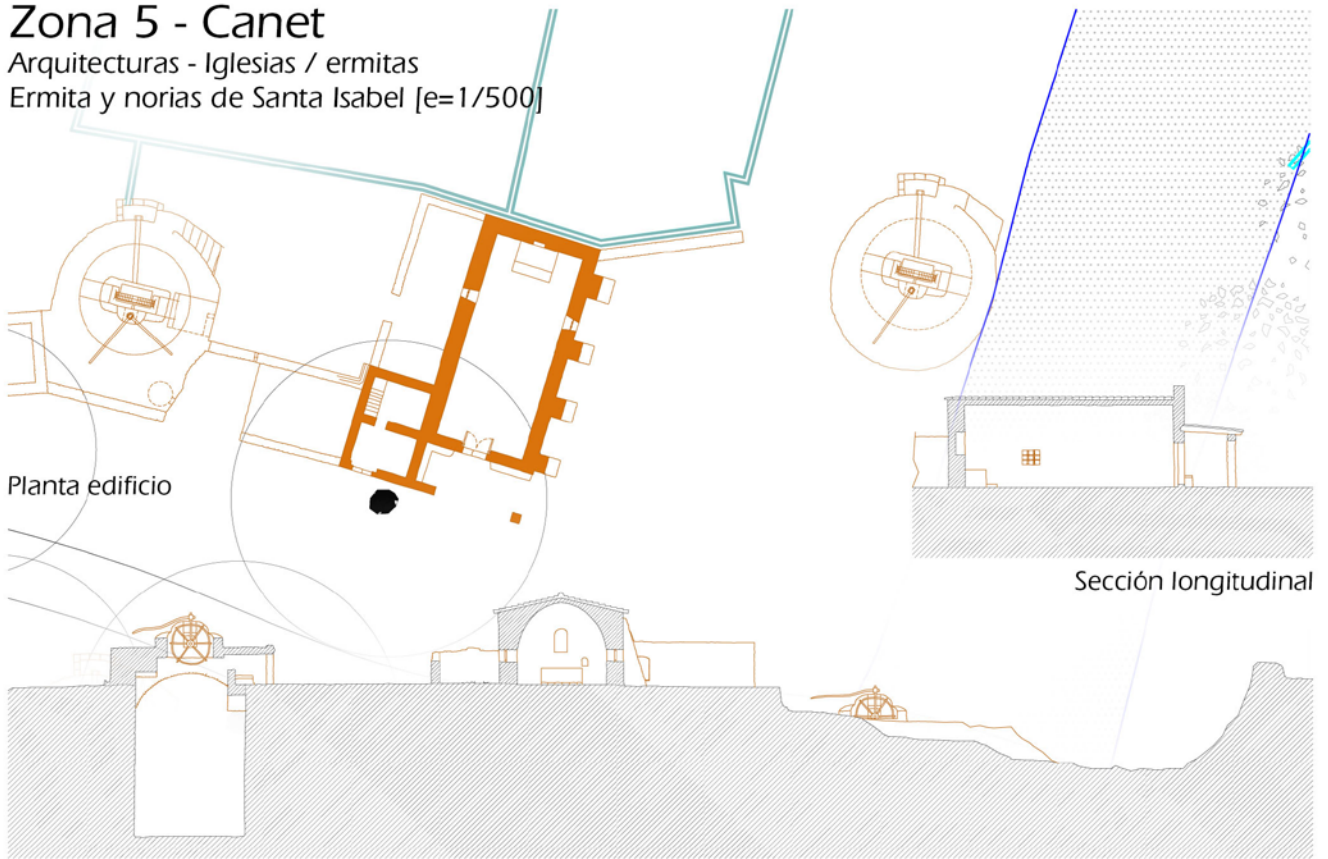 Zona 5 - Canet
Arquitecturas - Iglesias / ermitas
Ermita y norias de Santa Isabel [e=1/500]
Planta edificio
Sección longitudinal